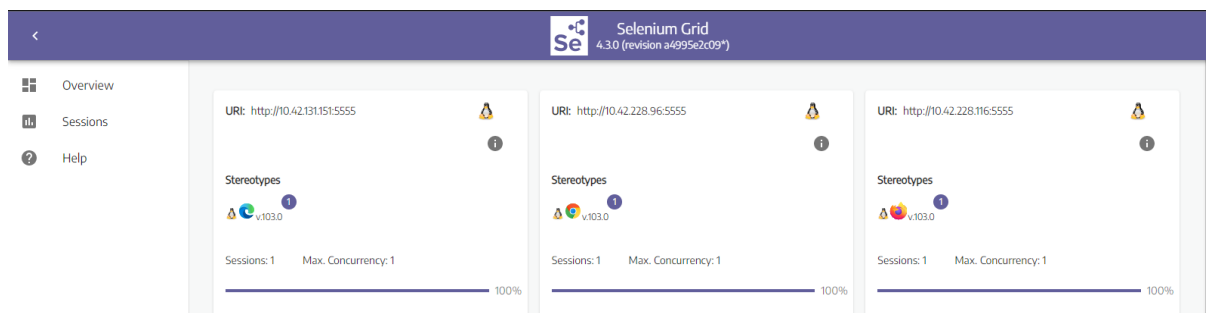 Selenium Grid
Se
4.3.0 (revision a4995e2c09*)
Overview
Sessions
Help
URI: http://10.42.131.151:5555
Stereotypes
1
v.103.0
Sessions: 1 Max. Concurrency: 1
100%
URI: http://10.42.228.96:5555
Stereotypes
1
v.103.0
Sessions: 1 Max. Concurrency: 1
100%
URI: http://10.42.228.116:5555
Stereotypes
1
v.103.0
Sessions: 1 Max. Concurrency: 1
100%